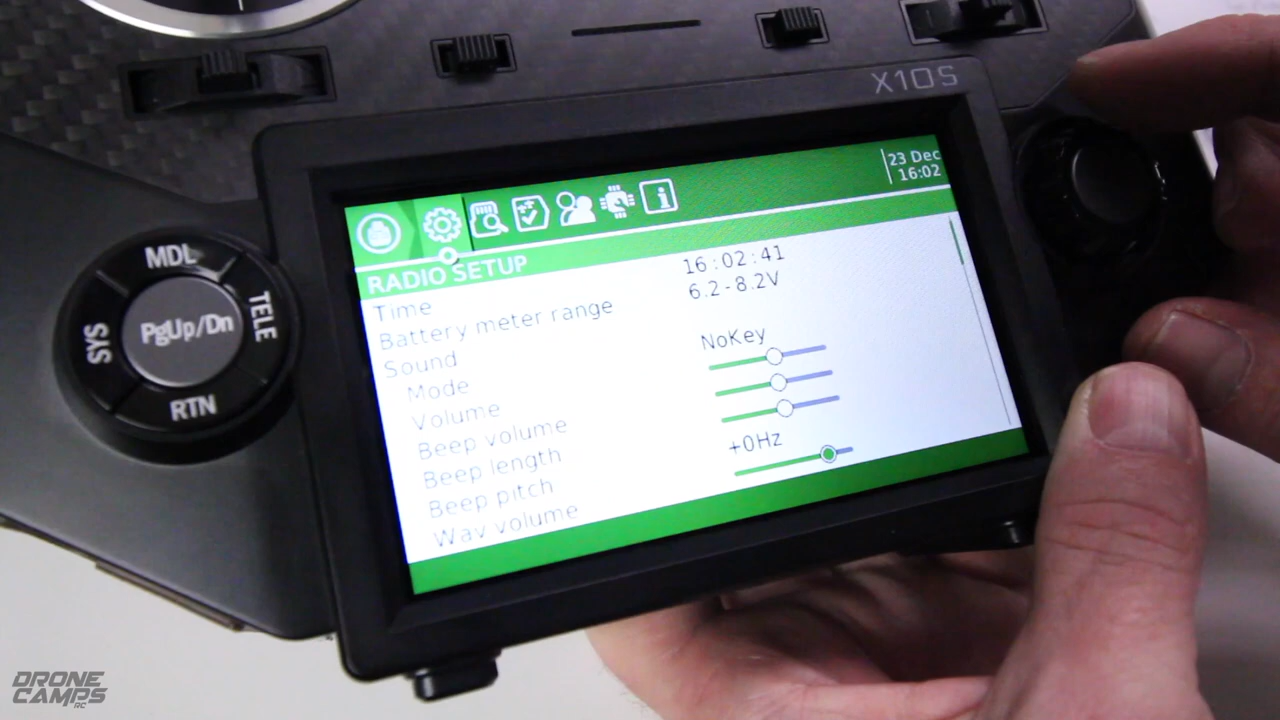 X10S
23 Dec
16:02
RADIO SETUP
Time 16:02:41
Battery meter range 6.2-8.2V
Sound
Mode NoKey
Volume
Beep volume
Beep length
Beep pitch +0Hz
Wav volume
MDL
TELE
SYS
PgUp/Dn
RTN
DRONE
CAMPS
RC